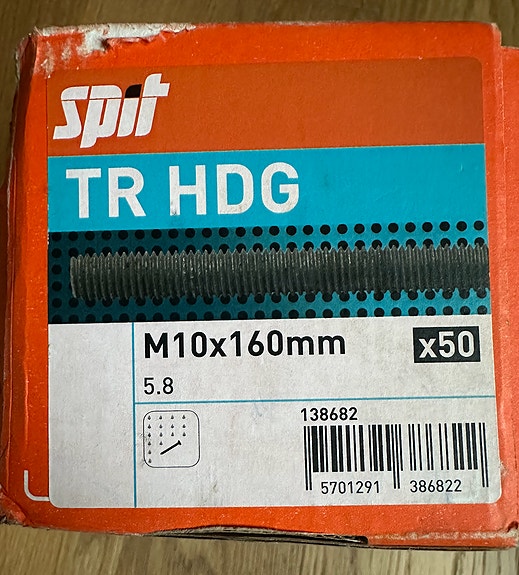 spit
TR HDG
M10x160mm x50
5.8
138682
5701291 386822